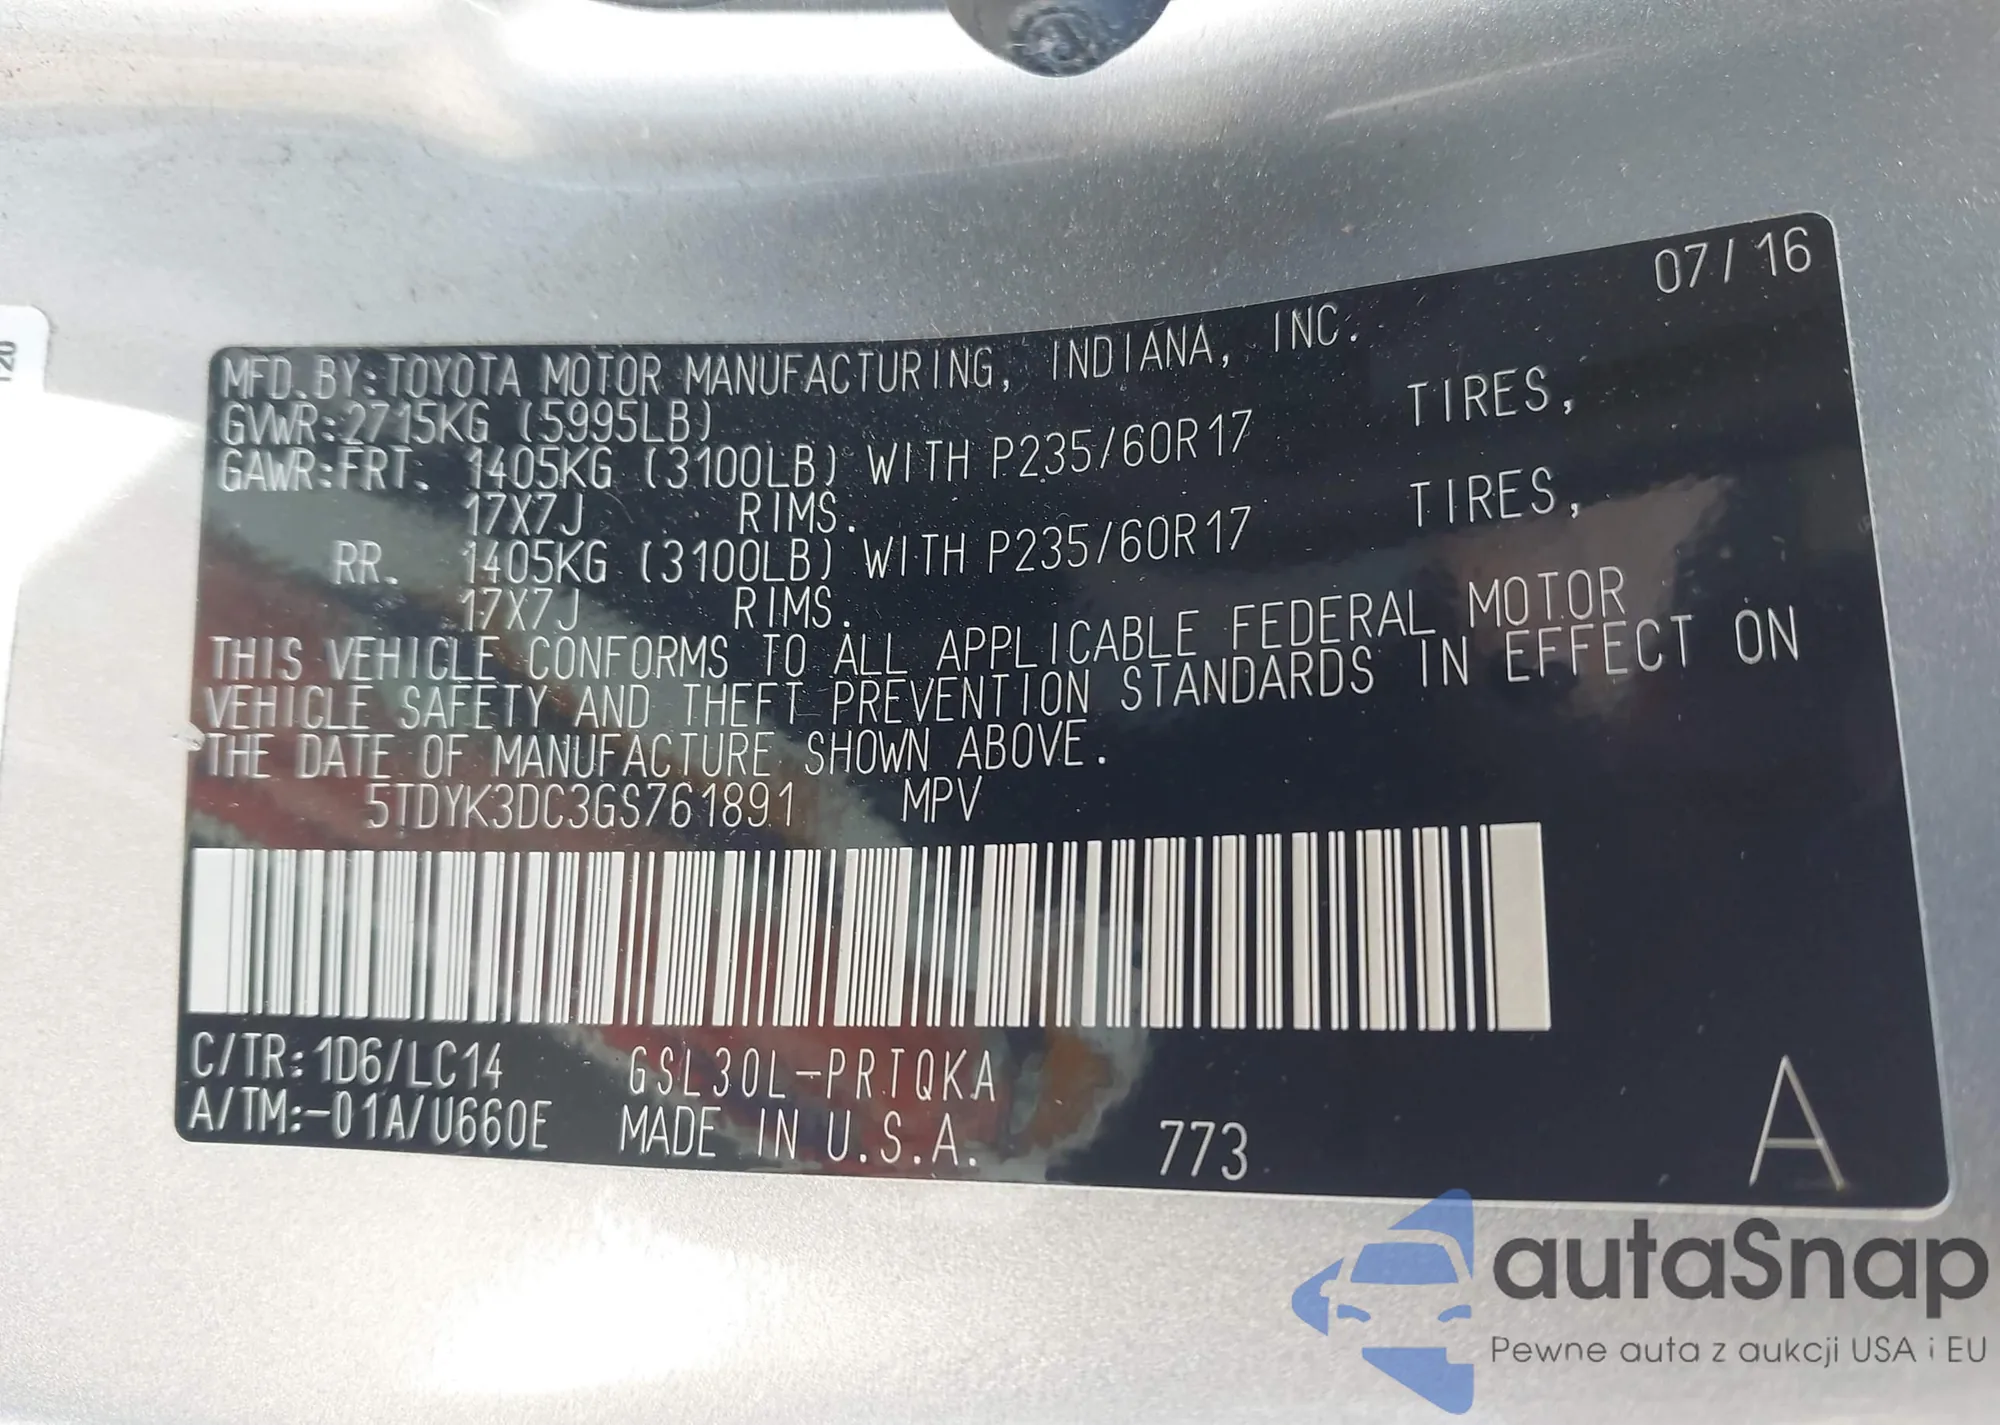 120
07/16
MFD.BY:TOYOTA MOTOR MANUFACTURING, INDIANA, INC.
GVWR:2715KG (5995LB)
GAWR:FRT. 1405KG (3100LB) WITH P235/60R17 TIRES,
17X7J RIMS.
RR. 1405KG (3100LB) WITH P235/60R17 TIRES,
17X7J RIMS.
THIS VEHICLE CONFORMS TO ALL APPLICABLE FEDERAL MOTOR
VEHICLE SAFETY AND THEFT PREVENTION STANDARDS IN EFFECT ON
THE DATE OF MANUFACTURE SHOWN ABOVE.
5TDYK3DC3GS761891 MPV
C/TR:1D6/LC14 GSL30L-PRTQKA
A/TM:-01A/U660E MADE IN U.S.A. 773 A
autaSnap
Pewne auta z aukcji USA i EU